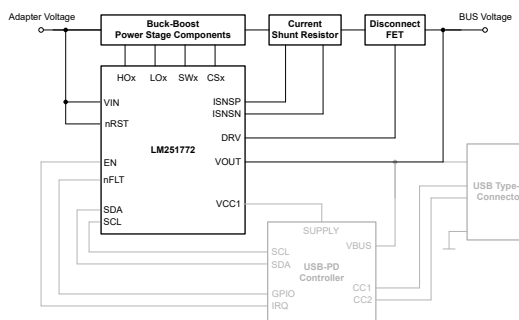 Adapter Voltage
Buck-Boost
Power Stage Components
Current
Shunt Resistor
Disconnect
FET
BUS Voltage
HOx LOx SWx CSx
VIN
nRST
ISNSP
ISNSN
DRV
LM251772
EN
VOUT
nFLT
SDA
SCL
VCC1
USB Type-
Connecto
SUPPLY
VBUS
SCL
SDA
USB-PD
Controller
GPIO
IRQ
CC1
CC2